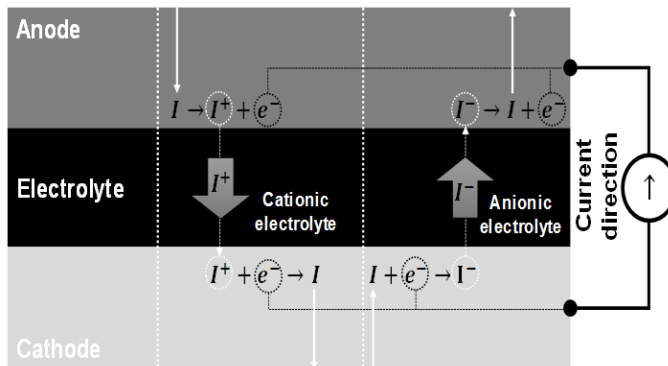 Anode
I → I⁺ + e⁻
I⁻ → I + e⁻
Electrolyte
I⁺
Cationic
electrolyte
I⁻
Anionic
electrolyte
Current
direction
↑
I⁺ + e⁻ → I
I + e⁻ → I⁻
Cathode